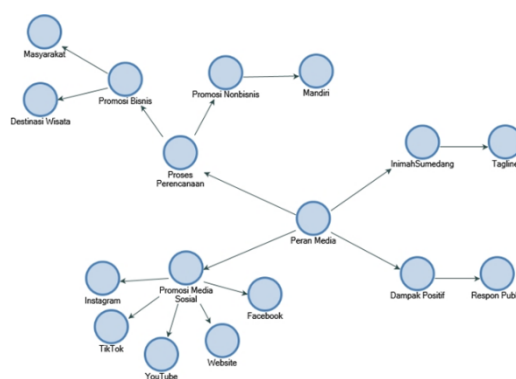 Masyarakat
Promosi Bisnis
Promosi Nonbisnis
Mandiri
Destinasi Wisata
Proses
Perencanaan
InimahSumedang
Tagline
Peran Media
Promosi Media
Sosial
Dampak Positif
Respon Publ
Instagram
Facebook
TikTok
Website
YouTube